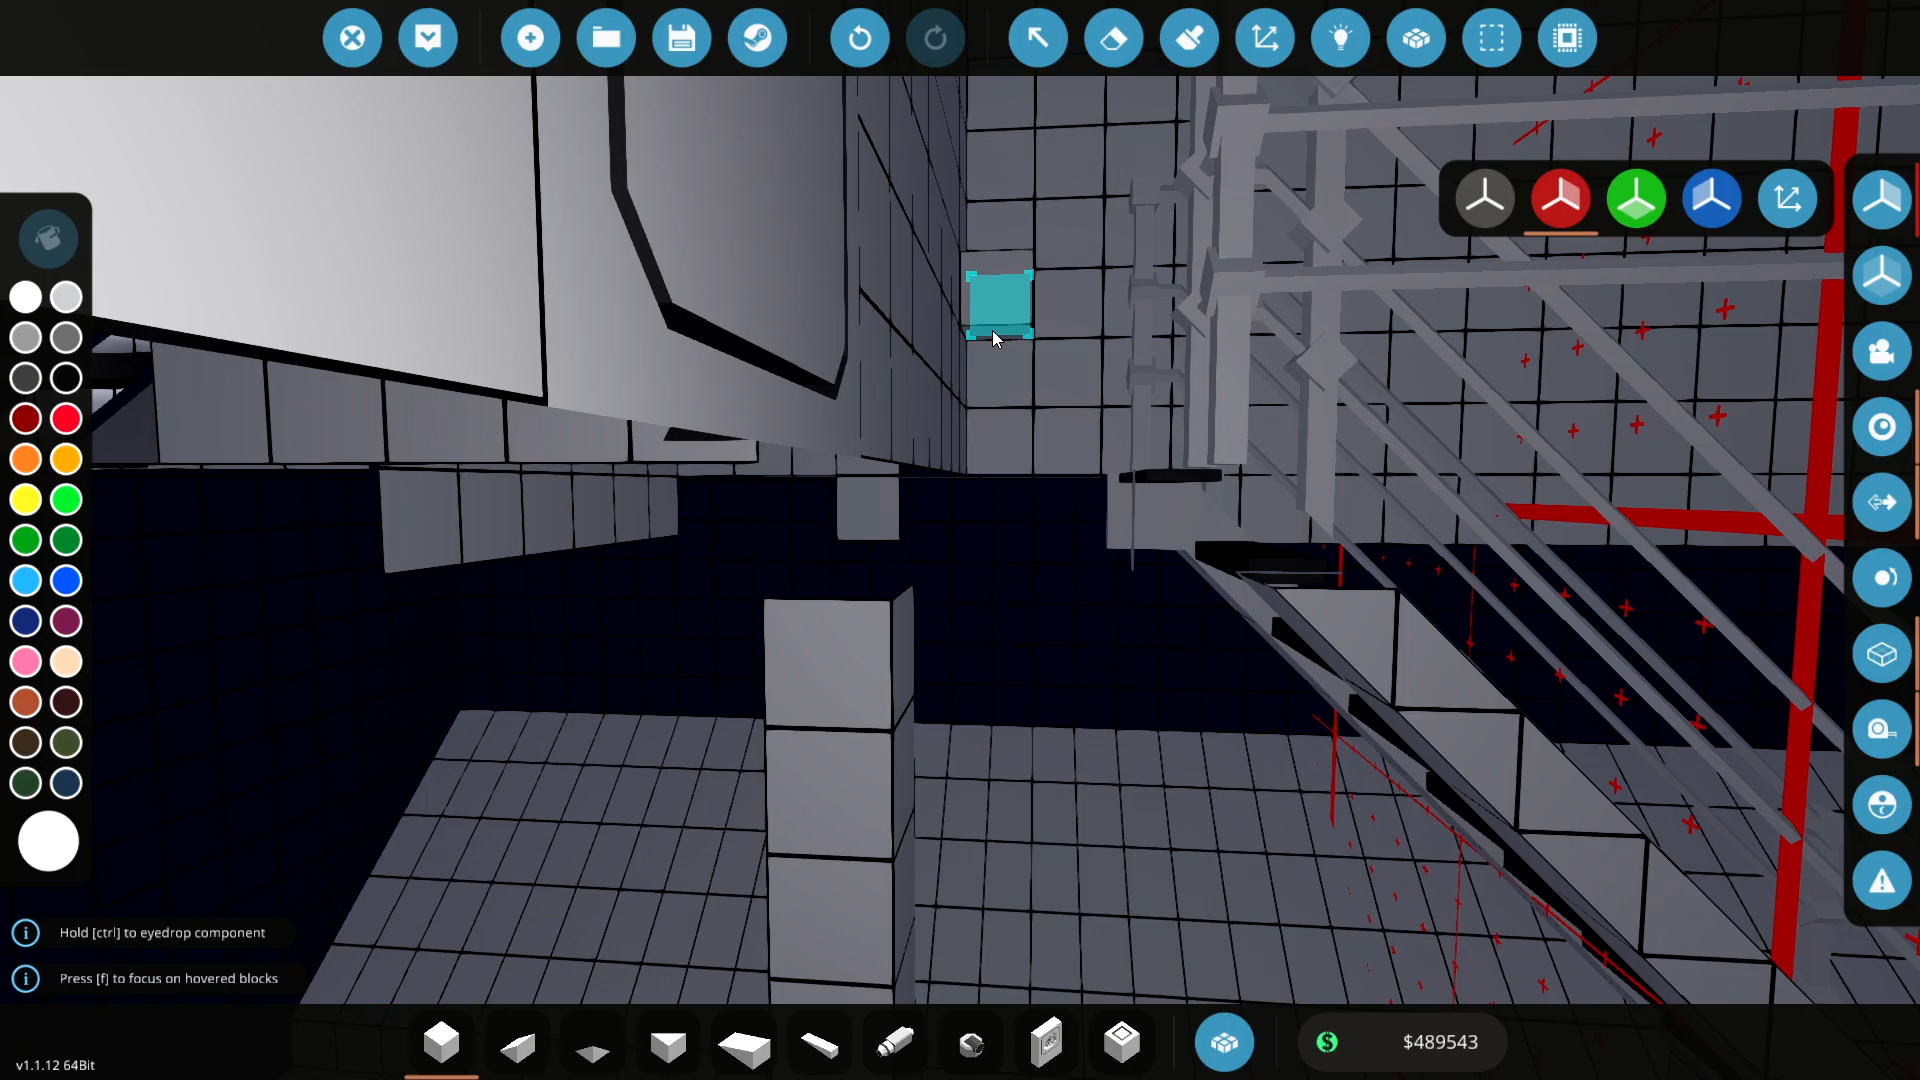 Hold [ctrl] to eyedrop component
Press [f] to focus on hovered blocks
$489543
v1.1.12 64Bit